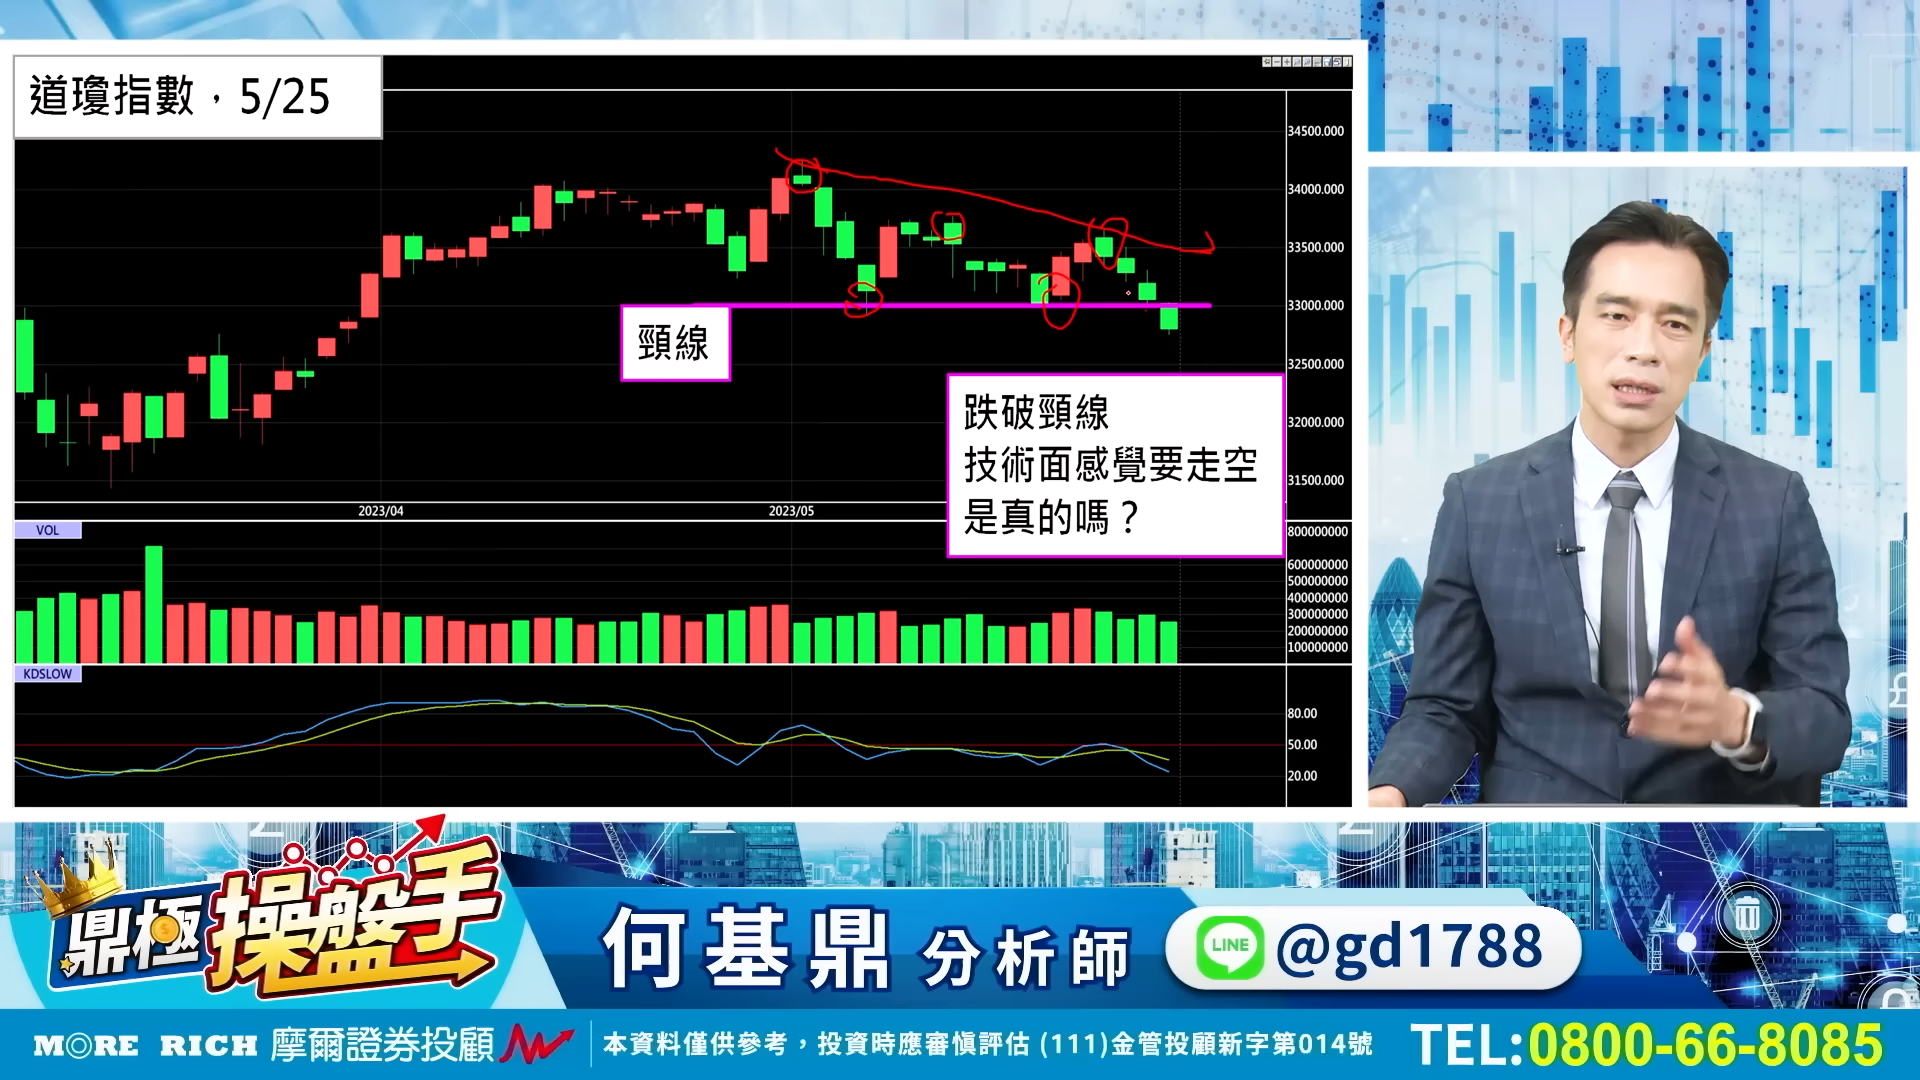 道瓊指數，5/25
34500.000
34000.000
33500.000
33000.000
32500.000
32000.000
31500.000
頸線
跌破頸線
技術面感覺要走空
是真的嗎？
2023/04
2023/05
VOL
800000000
600000000
500000000
400000000
300000000
200000000
100000000
KDSLOW
80.00
50.00
20.00
鼎極操盤手
何基鼎 分析師
LINE @gd1788
MORE RICH 摩爾證券投顧
本資料僅供參考，投資時應審慎評估 (111)金管投顧新字第014號
TEL:0800-66-8085